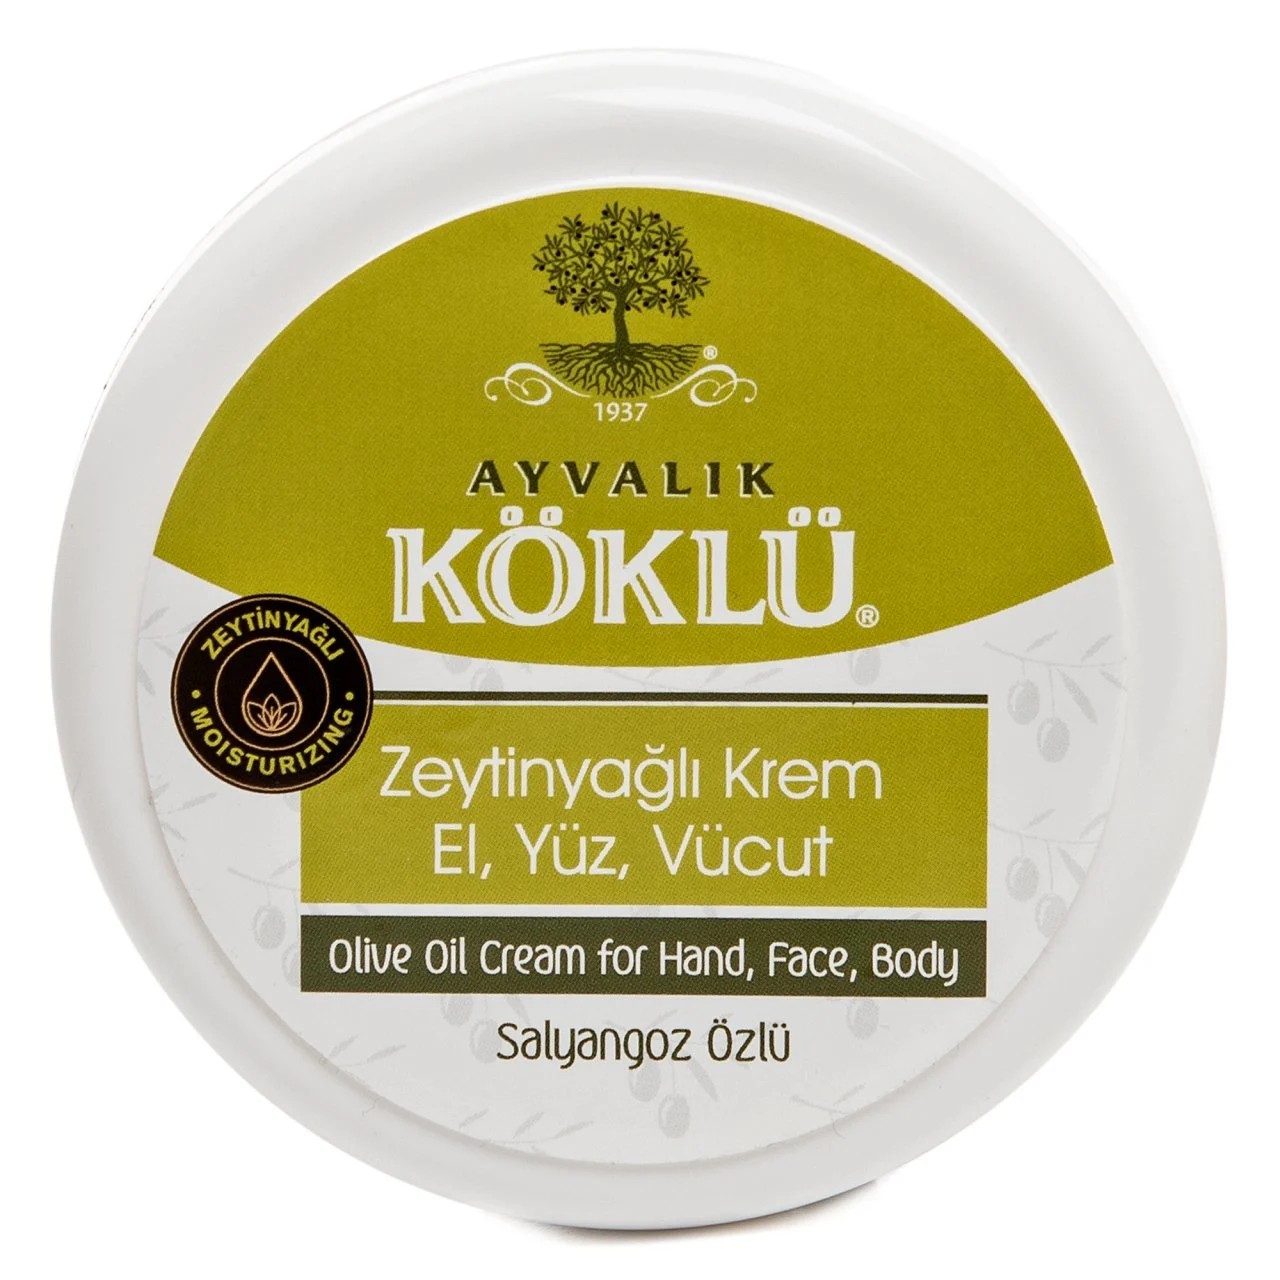 ®
1937
AYVALIK
KÖKLÜ®
ZEYTİNYAĞLI
• MOISTURIZING •
Zeytinyağlı Krem
El, Yüz, Vücut
Olive Oil Cream for Hand, Face, Body
Salyangoz Özlü